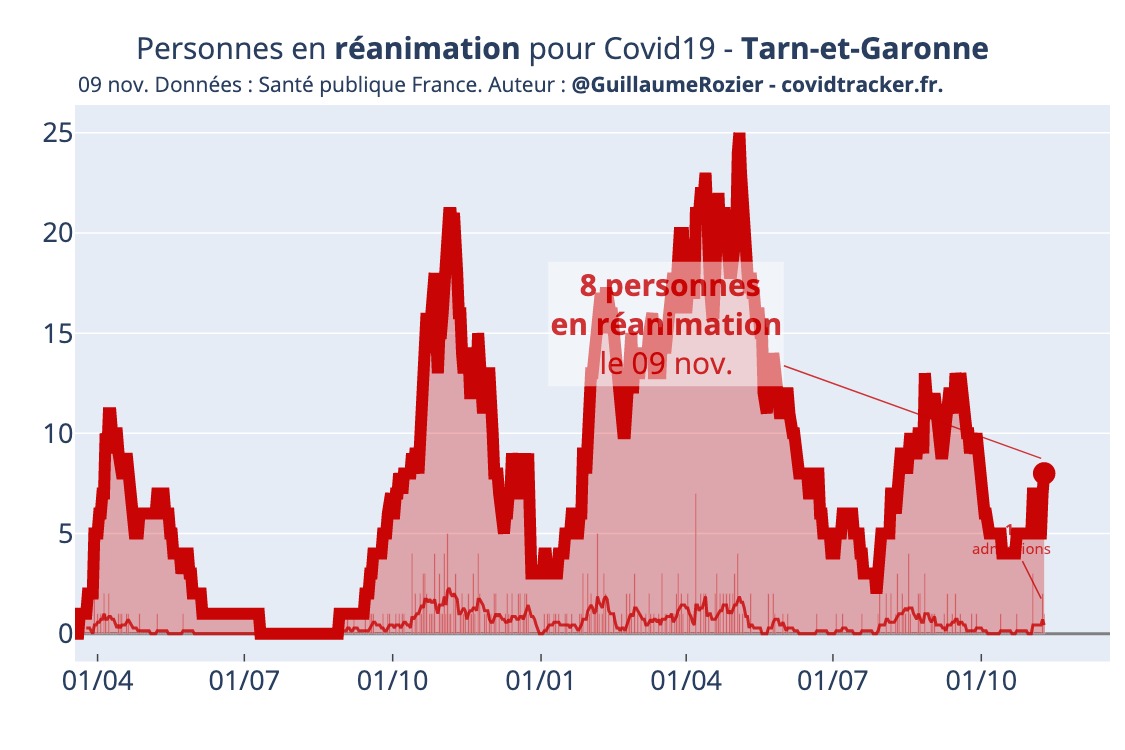 Personnes en réanimation pour Covid19 - Tarn-et-Garonne
09 nov. Données : Santé publique France. Auteur : @GuillaumeRozier - covidtracker.fr.
25
20
15
10
5
0
8 personnes
en réanimation
le 09 nov.
1
admissions
01/04
01/07
01/10
01/01
01/04
01/07
01/10